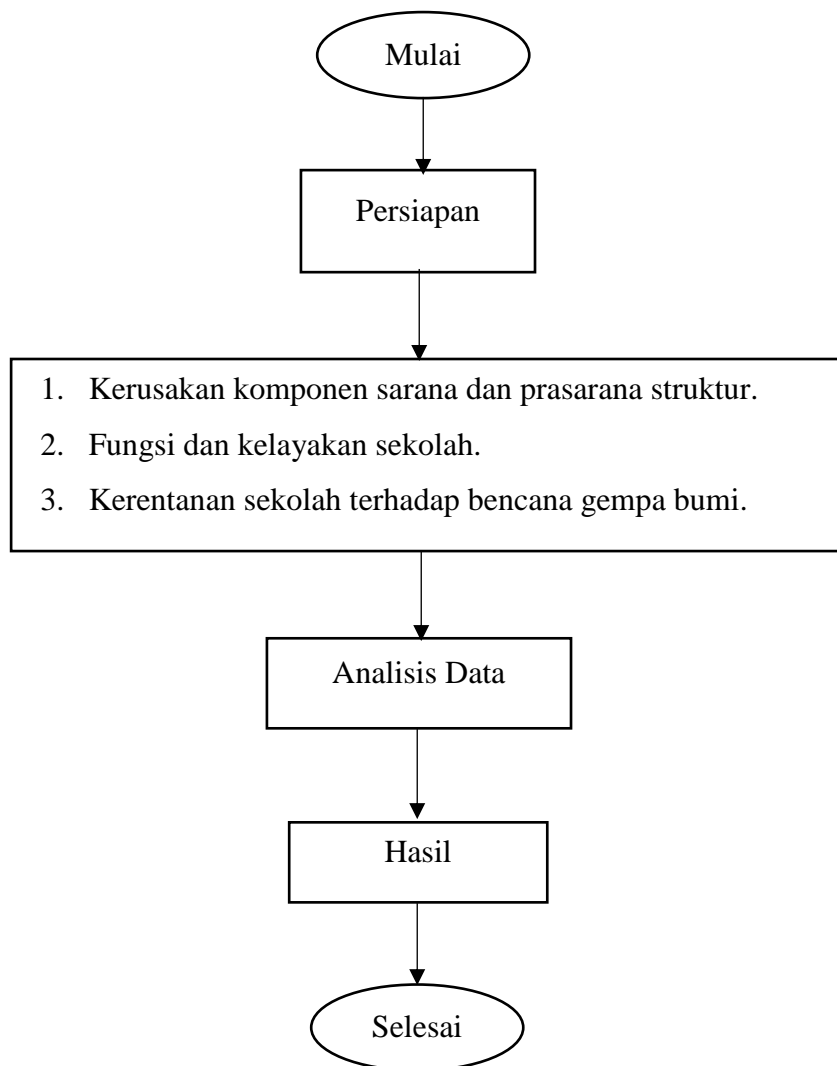 Mulai
Persiapan
1. Kerusakan komponen sarana dan prasarana struktur.
2. Fungsi dan kelayakan sekolah.
3. Kerentanan sekolah terhadap bencana gempa bumi.
Analisis Data
Hasil
Selesai